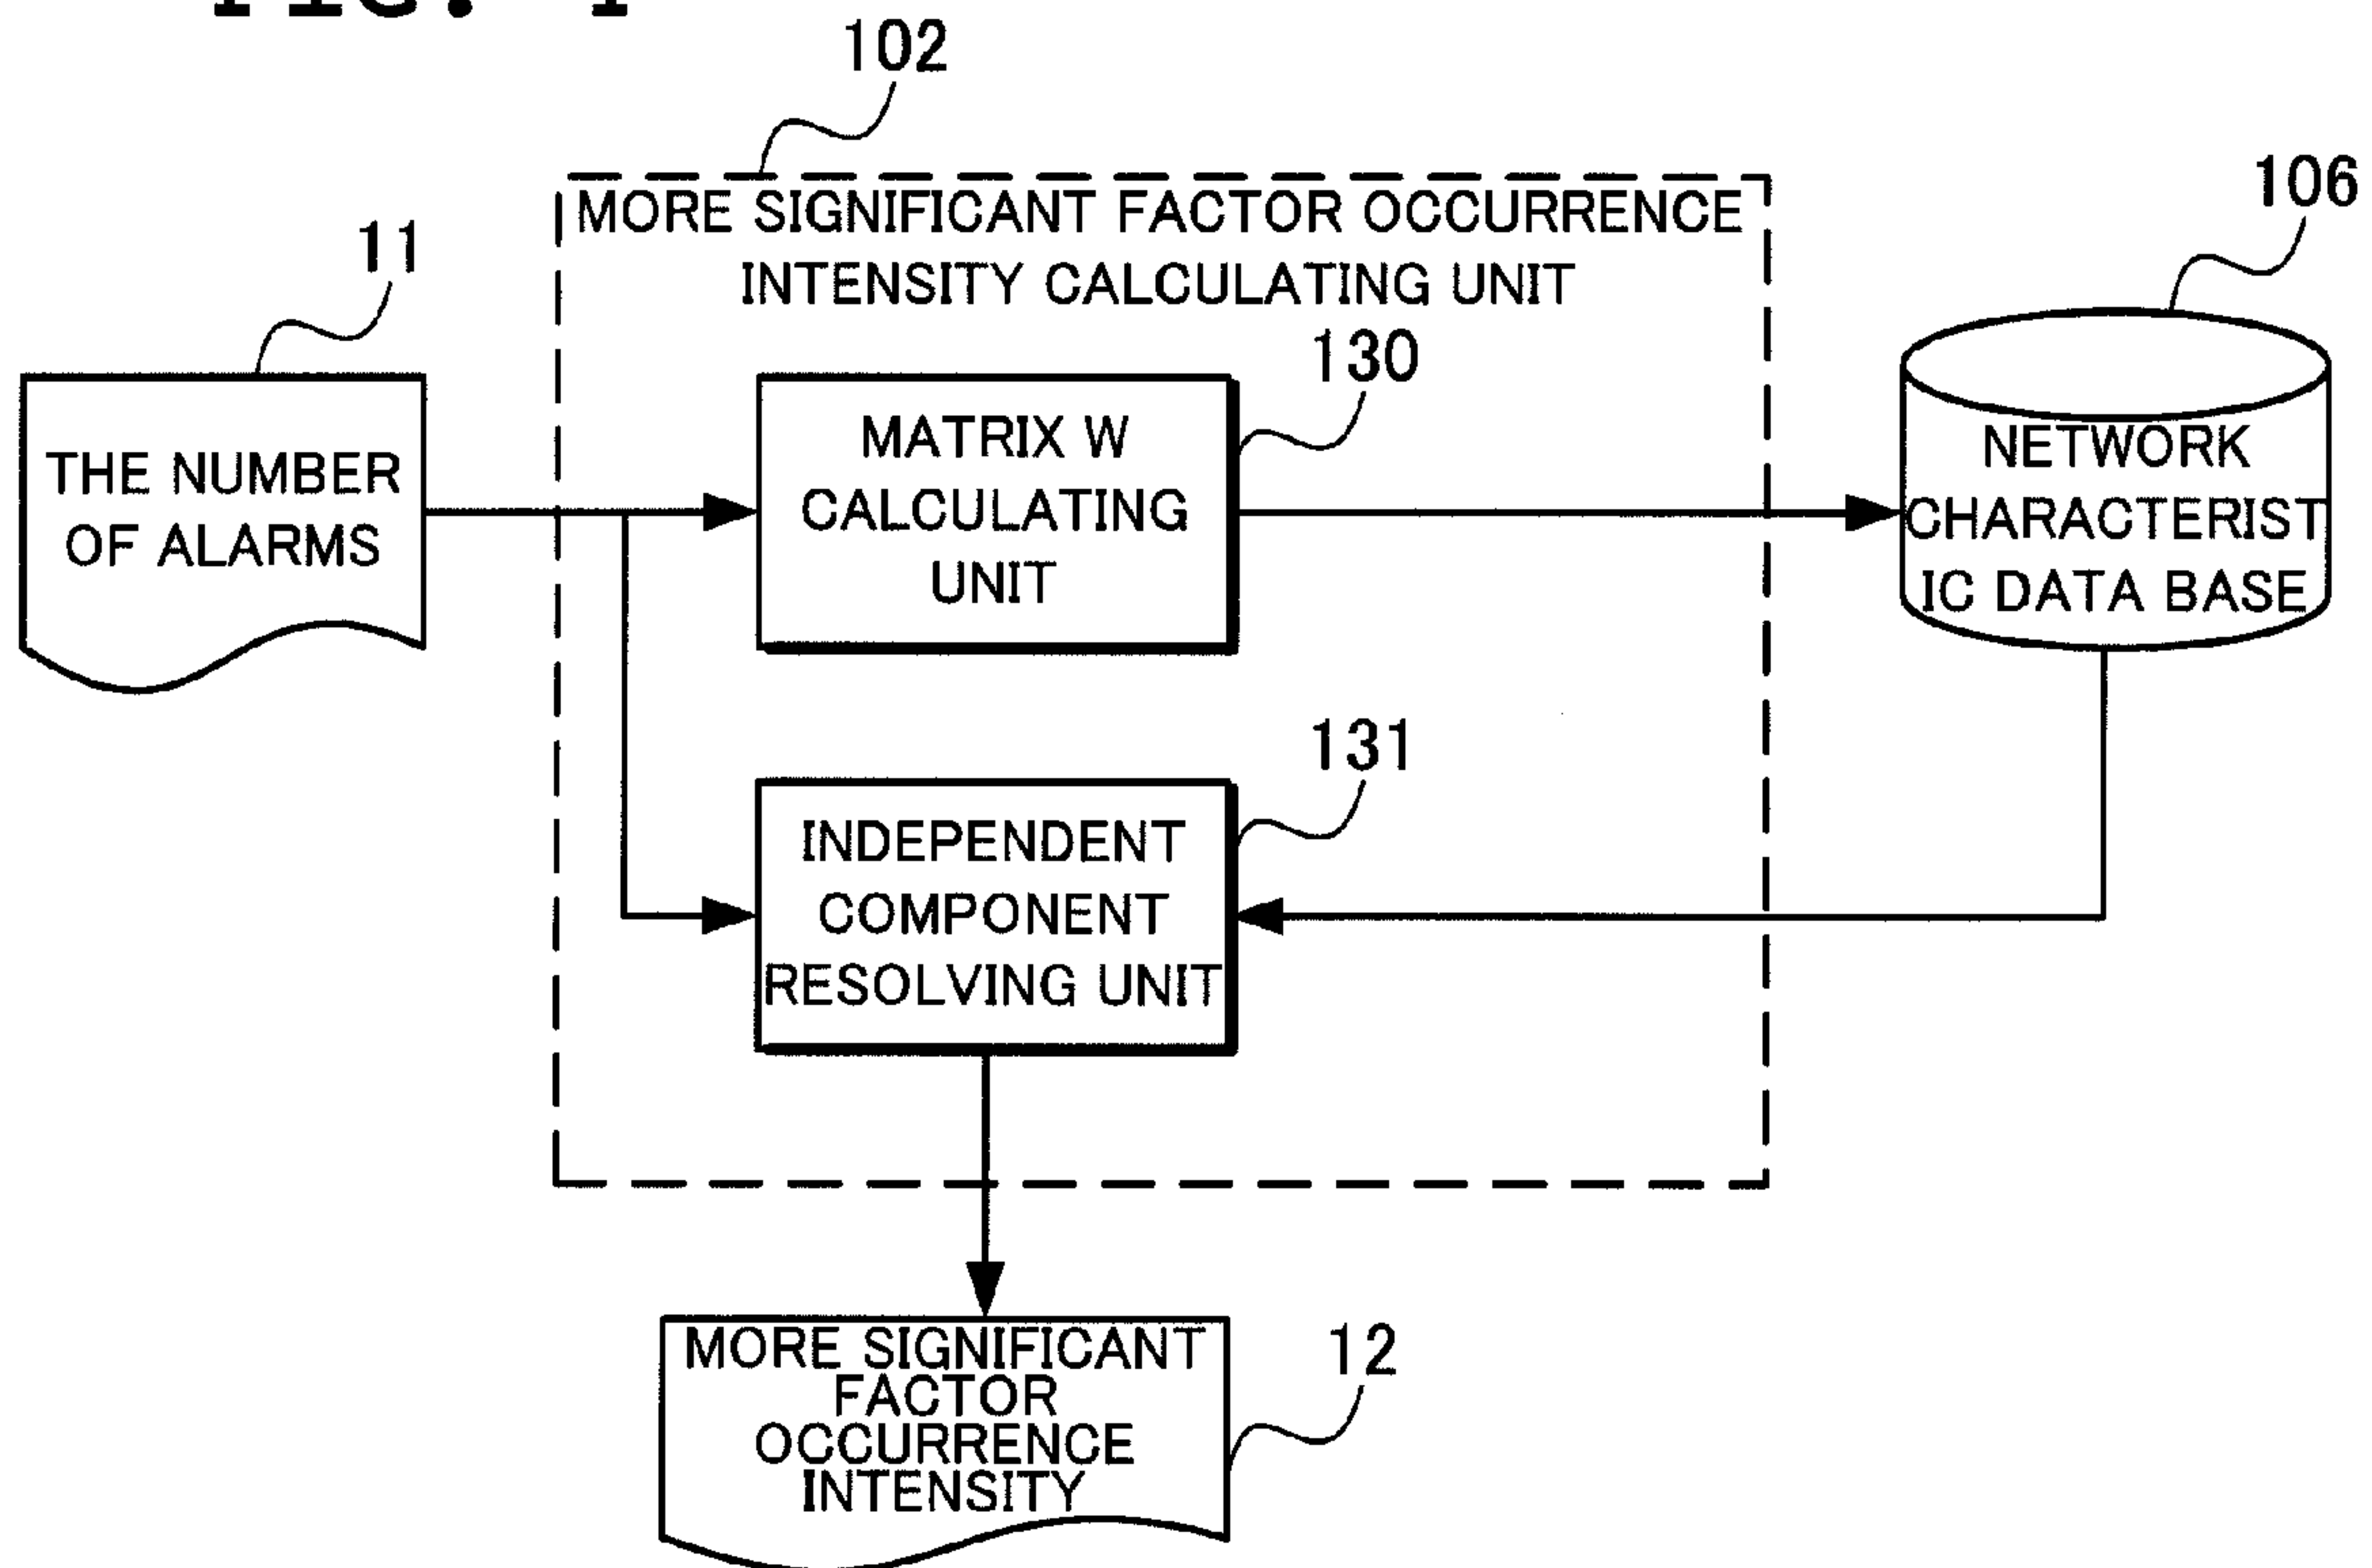 102
106
MORE SIGNIFICANT FACTOR OCCURRENCE
INTENSITY CALCULATING UNIT
11
130
THE NUMBER
OF ALARMS
MATRIX W
CALCULATING
UNIT
NETWORK
CHARACTERIST
IC DATA BASE
131
INDEPENDENT
COMPONENT
RESOLVING UNIT
MORE SIGNIFICANT
FACTOR
OCCURRENCE
INTENSITY
12